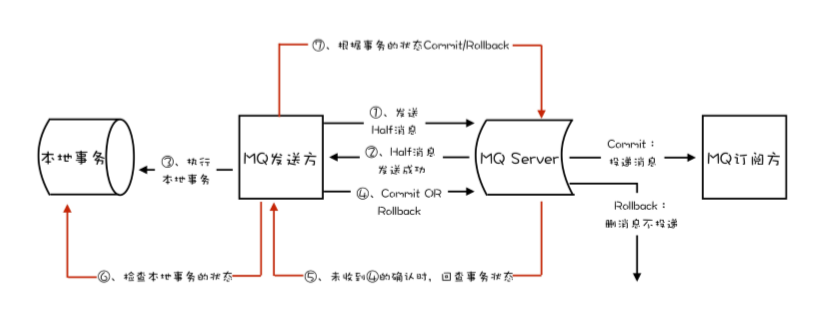 ⑦、根据事务的状态Commit/Rollback
①、发送
Half消息
Commit：
投递消息
本地事务
③、执行
本地事务
MQ发送方
②、Half消息
发送成功
MQ Server
MQ订阅方
④、Commit OR
Rollback
Rollback：
删消息不投递
⑥、检查本地事务的状态
⑤、未收到④的确认时，回查事务状态